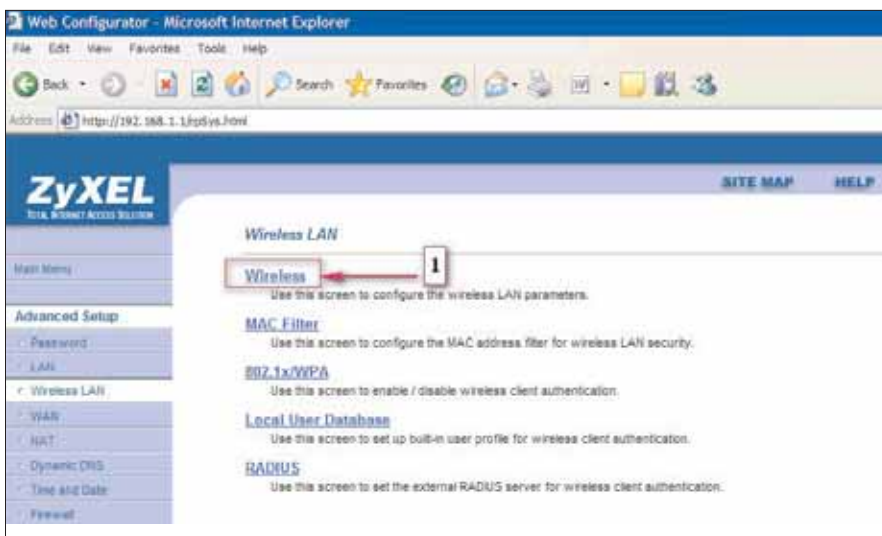 Web Configurator - Microsoft Internet Explorer
File Edit View Favorites Tools Help
Back Search Favorites
Address http://192.168.1.1/rpSys.html
SITE MAP HELP
ZyXEL
TOTAL INTERNET ACCESS SOLUTION
Wireless LAN
Main Menu
Wireless
1
Use this screen to configure the wireless LAN parameters.
Advanced Setup
MAC Filter
Password
Use this screen to configure the MAC address filter for wireless LAN security.
LAN
802.1x/WPA
Wireless LAN
Use this screen to enable / disable wireless client authentication.
WAN
Local User Database
NAT
Use this screen to set up built-in user profile for wireless client authentication.
Dynamic DNS
RADIUS
Time and Date
Use this screen to set the external RADIUS server for wireless client authentication.
Firewall